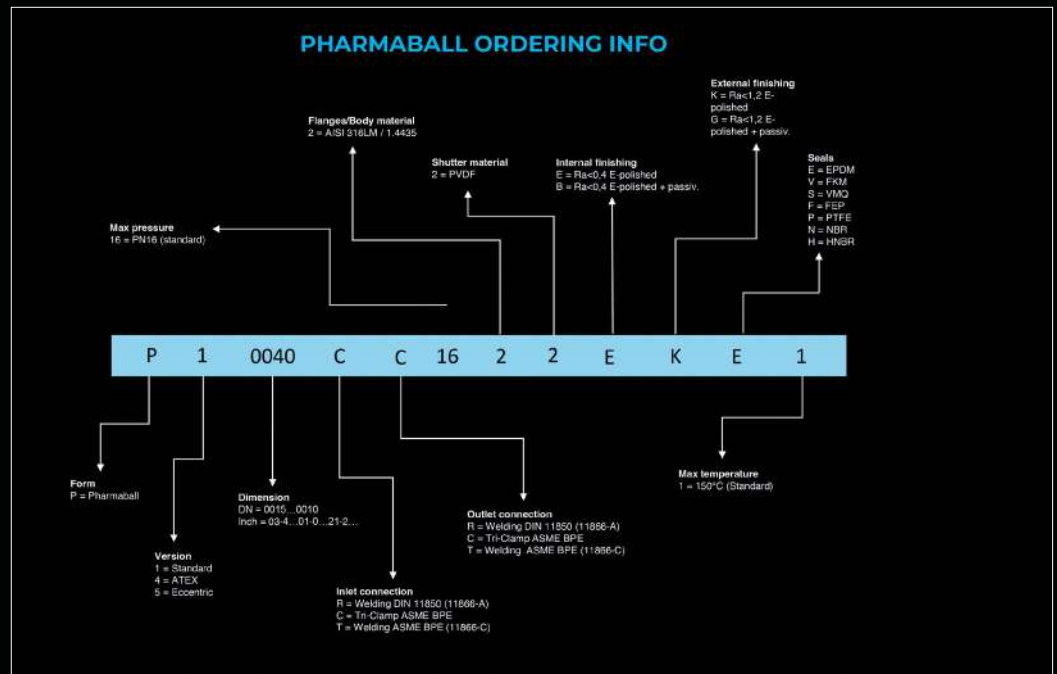 PHARMABALL ORDERING INFO
External finishing
K = Ra<1,2 E-
polished
G = Ra<1,2 E-
polished + passiv.
Flanges/Body material
2 = AISI 316LM / 1.4435
Shutter material
2 = PVDF
Internal finishing
E = Ra<0,4 E-polished
B = Ra<0,4 E-polished + passiv.
Seals
E = EPDM
V = FKM
S = VMQ
F = FEP
P = PTFE
N = NBR
H = HNBR
Max pressure
16 = PN16 (standard)
P 1 0040 C C 16 2 2 E K E 1
Form
P = Pharmaball
Version
1 = Standard
4 = ATEX
5 = Eccentric
Dimension
DN = 0015...0010
Inch = 03-4...01-0...21-2...
Inlet connection
R = Welding DIN 11850 (11866-A)
C = Tri-Clamp ASME BPE
T = Welding ASME BPE (11866-C)
Outlet connection
R = Welding DIN 11850 (11866-A)
C = Tri-Clamp ASME BPE
T = Welding ASME BPE (11866-C)
Max temperature
1 = 150°C (Standard)